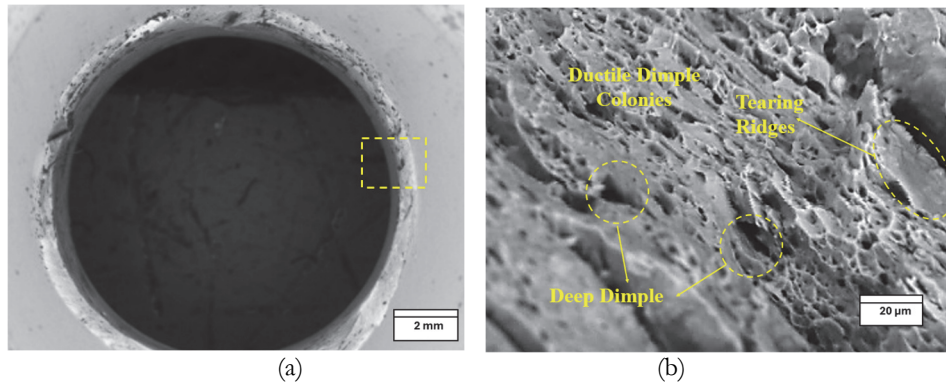 Ductile Dimple
Colonies
Tearing
Ridges
Deep Dimple
2 mm
20 µm
(a)
(b)